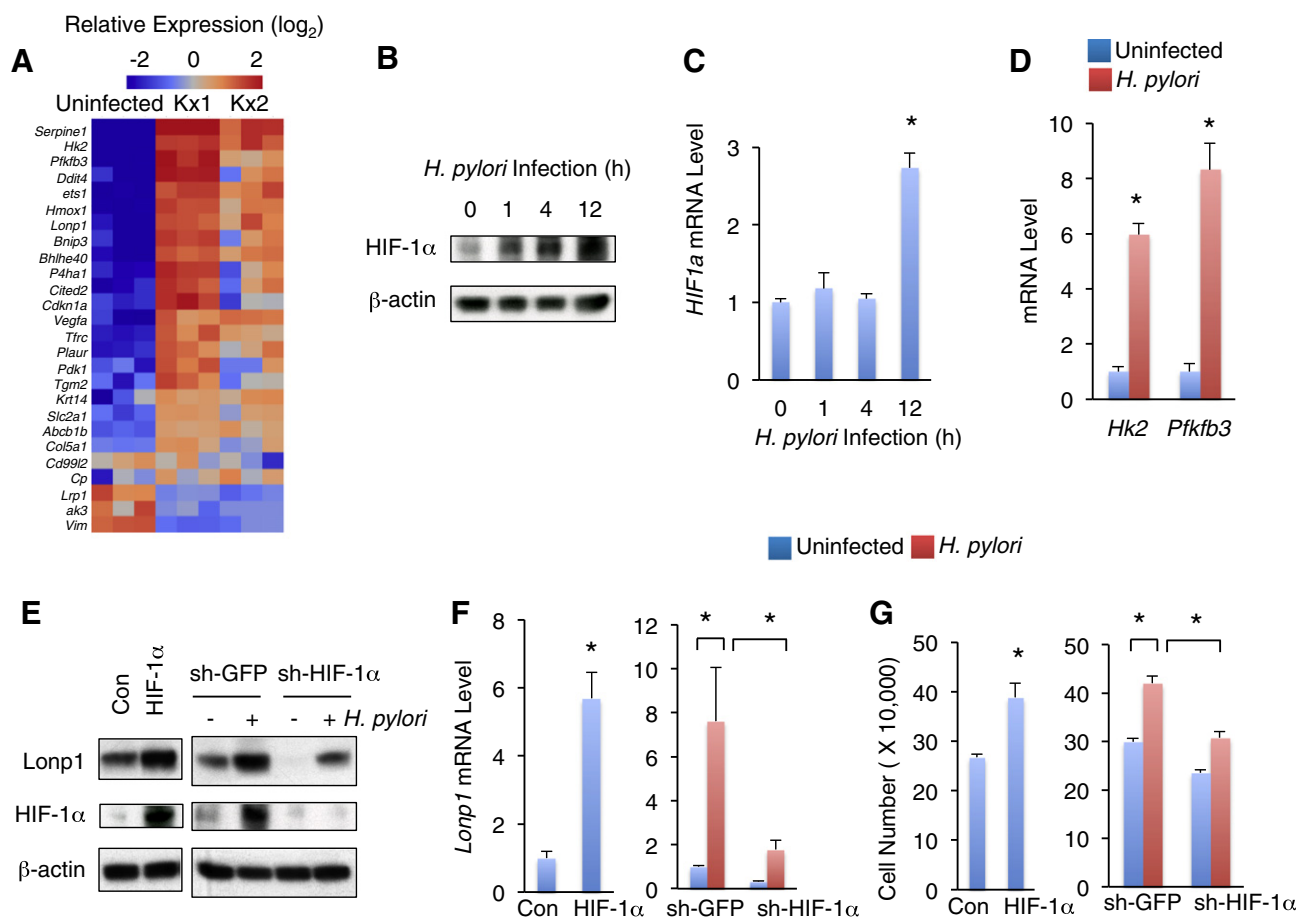 Relative Expression (log2)
A
-2 0 2
Uninfected Kx1 Kx2
Serpine1
Hk2
Pfkfb3
Ddit4
ets1
Hmox1
Lonp1
Bnip3
Bhlhe40
P4ha1
Cited2
Cdkn1a
Vegfa
Tfrc
Plaur
Pdk1
Tgm2
Krt14
Slc2a1
Abcb1b
Col5a1
Cd99l2
Cp
Lrp1
ak3
Vim
B
H. pylori Infection (h)
0 1 4 12
HIF-1α
β-actin
C
HIF1a mRNA Level
3
2
1
0
*
0 1 4 12
H. pylori Infection (h)
D
Uninfected
H. pylori
mRNA Level
10
8
6
4
2
0
* *
Hk2 Pfkfb3
Uninfected H. pylori
E
Con HIF-1α
sh-GFP sh-HIF-1α
- + - + H. pylori
Lonp1
HIF-1α
β-actin
F
Lonp1 mRNA Level
8
6
4
2
0
*
Con HIF-1α
12
10
8
6
4
2
0
* *
sh-GFP sh-HIF-1α
G
Cell Number ( X 10,000)
50
40
30
20
10
0
*
Con HIF-1α
50
40
30
20
10
0
* *
sh-GFP sh-HIF-1α